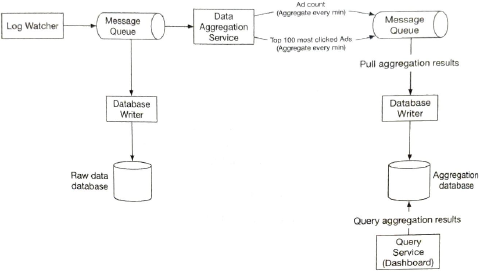 Log Watcher
Message
Queue
Data
Aggregation
Service
Ad count
(Aggregate every min)
Top 100 most clicked Ads
(Aggregate every min)
Message
Queue
Pull aggregation results
Database
Writer
Database
Writer
Raw data
database
Aggregation
database
Query aggregation results
Query
Service
(Dashboard)